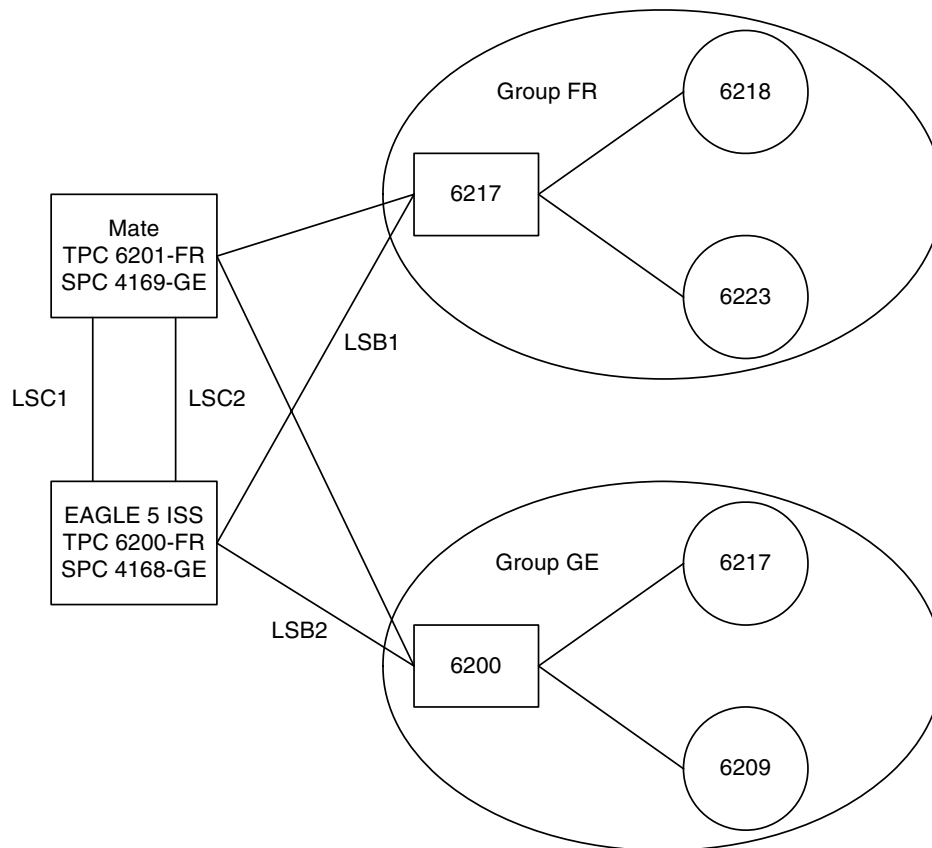 Group FR
6218
6217
6223
Mate
TPC 6201-FR
SPC 4169-GE
LSB1
LSC1
LSC2
EAGLE 5 ISS
TPC 6200-FR
SPC 4168-GE
LSB2
Group GE
6217
6200
6209